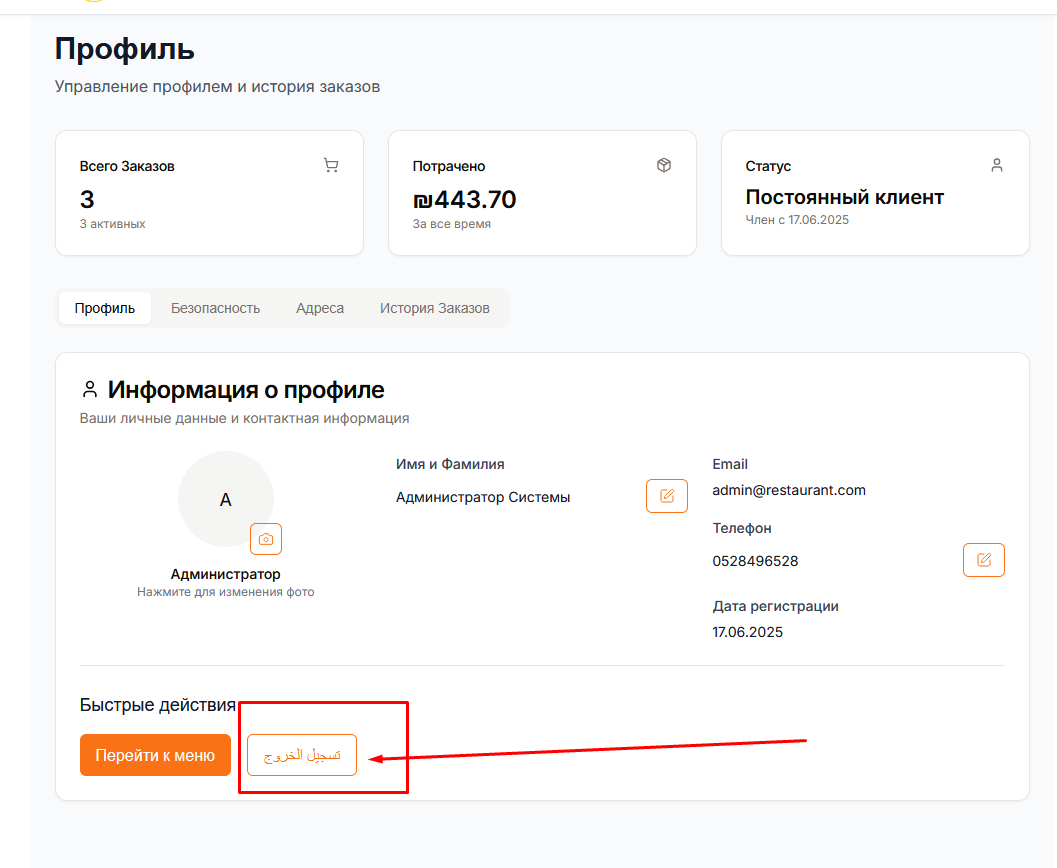 Профиль
Управление профилем и история заказов
Всего Заказов
3
3 активных
Потрачено
₪443.70
За все время
Статус
Постоянный клиент
Член с 17.06.2025
Профиль
Безопасность
Адреса
История Заказов
Информация о профиле
Ваши личные данные и контактная информация
А
Администратор
Нажмите для изменения фото
Имя и Фамилия
Администратор Системы
Email
admin@restaurant.com
Телефон
0528496528
Дата регистрации
17.06.2025
Быстрые действия
Перейти к меню
تسجيل الخروج